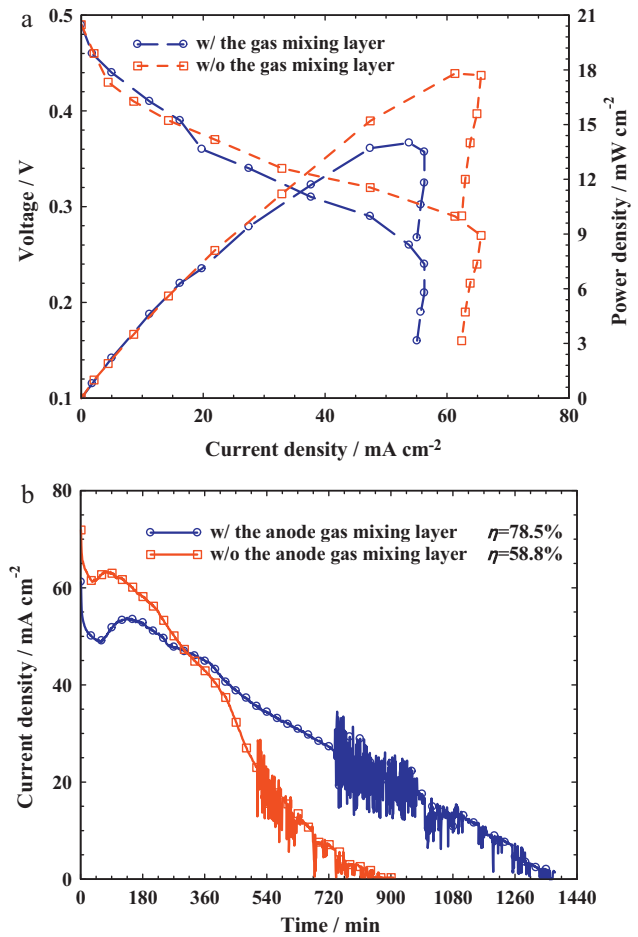 a
w/ the gas mixing layer
w/o the gas mixing layer
Voltage / V
0.5
0.4
0.3
0.2
0.1
Power density / mW cm-2
21
18
15
12
9
6
3
0
0 20 40 60 80
Current density / mA cm-2
b
w/ the anode gas mixing layer η=78.5%
w/o the anode gas mixing layer η=58.8%
Current density / mA cm-2
80
60
40
20
0
0 180 360 540 720 900 1080 1260 1440
Time / min